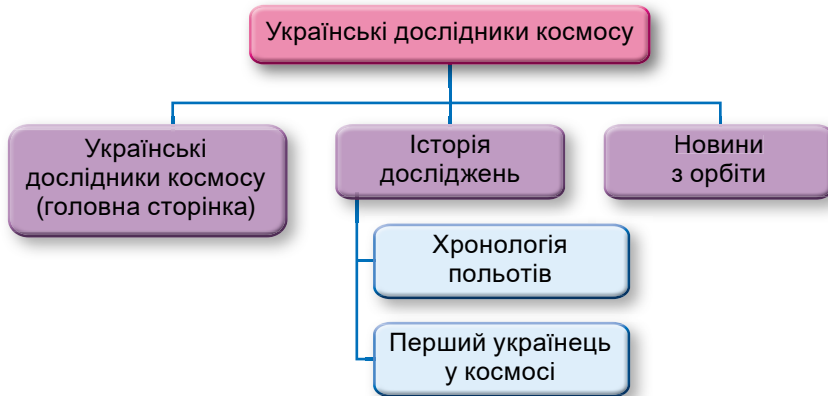 Українські дослідники космосу
Українські
дослідники космосу
(головна сторінка)
Історія
досліджень
Новини
з орбіти
Хронологія
польотів
Перший українець
у космосі